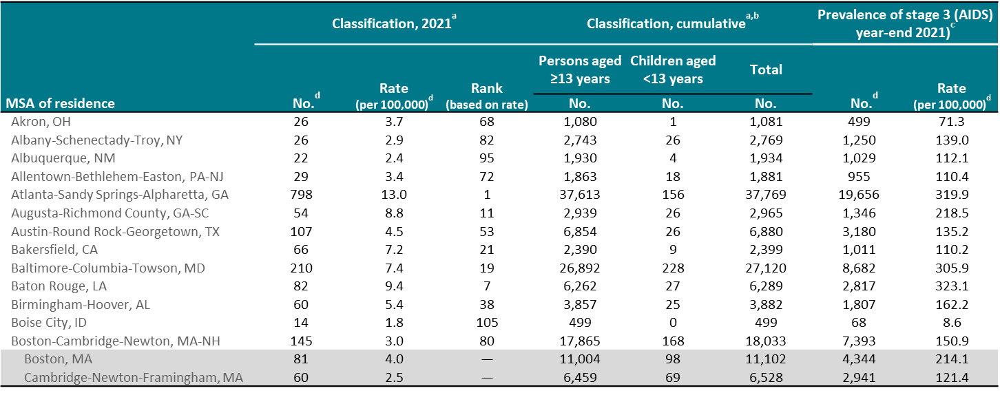 Classification, 2021a Classification, cumulativea,b Prevalence of stage 3 (AIDS)
year-end 2021)c
Persons aged Children aged Total
≥13 years <13 years
Rate Rank Rate
MSA of residence No.d (per 100,000)d (based on rate) No. No. No. No.d (per 100,000)d
Akron, OH 26 3.7 68 1,080 1 1,081 499 71.3
Albany-Schenectady-Troy, NY 26 2.9 82 2,743 26 2,769 1,250 139.0
Albuquerque, NM 22 2.4 95 1,930 4 1,934 1,029 112.1
Allentown-Bethlehem-Easton, PA-NJ 29 3.4 72 1,863 18 1,881 955 110.4
Atlanta-Sandy Springs-Alpharetta, GA 798 13.0 1 37,613 156 37,769 19,656 319.9
Augusta-Richmond County, GA-SC 54 8.8 11 2,939 26 2,965 1,346 218.5
Austin-Round Rock-Georgetown, TX 107 4.5 53 6,854 26 6,880 3,180 135.2
Bakersfield, CA 66 7.2 21 2,390 9 2,399 1,011 110.2
Baltimore-Columbia-Towson, MD 210 7.4 19 26,892 228 27,120 8,682 305.9
Baton Rouge, LA 82 9.4 7 6,262 27 6,289 2,817 323.1
Birmingham-Hoover, AL 60 5.4 38 3,857 25 3,882 1,807 162.2
Boise City, ID 14 1.8 105 499 0 499 68 8.6
Boston-Cambridge-Newton, MA-NH 145 3.0 80 17,865 168 18,033 7,393 150.9
Boston, MA 81 4.0 — 11,004 98 11,102 4,344 214.1
Cambridge-Newton-Framingham, MA 60 2.5 — 6,459 69 6,528 2,941 121.4